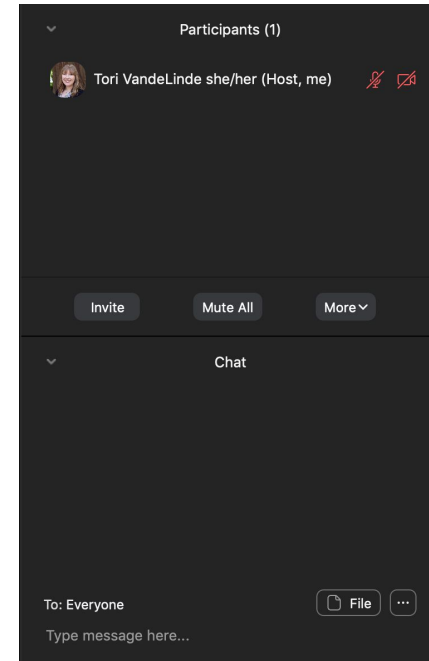 Participants (1)
Tori VandeLinde she/her (Host, me)
Invite Mute All More
Chat
To: Everyone File ...
Type message here...